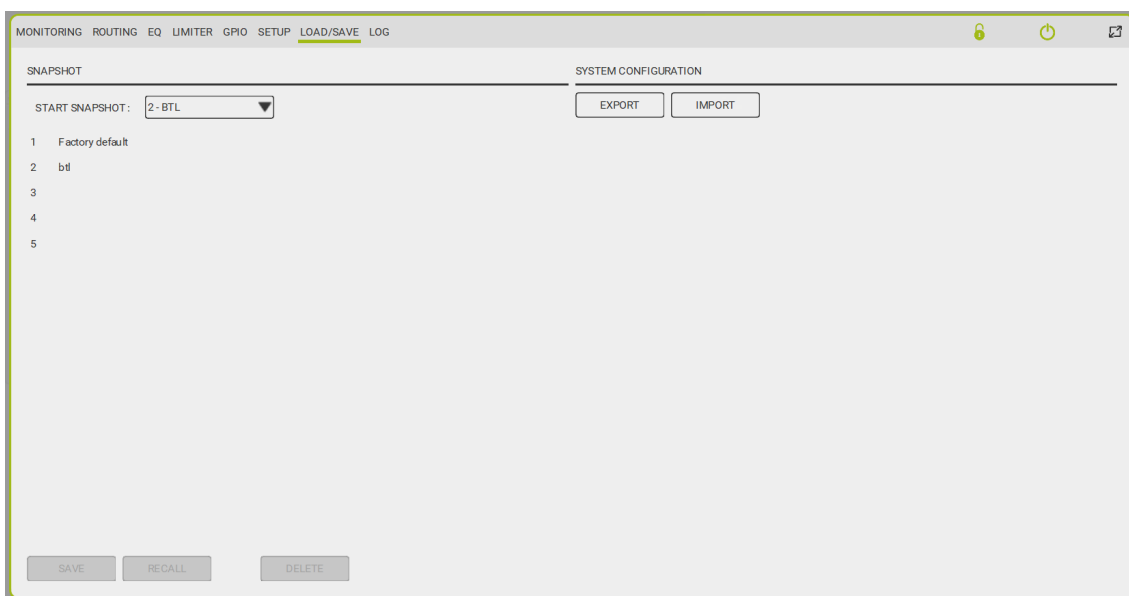 MONITORING ROUTING EQ LIMITER GPIO SETUP LOAD/SAVE LOG
SNAPSHOT
START SNAPSHOT: 2 - BTL
1 Factory default
2 btl
3
4
5
SAVE RECALL DELETE
SYSTEM CONFIGURATION
EXPORT IMPORT